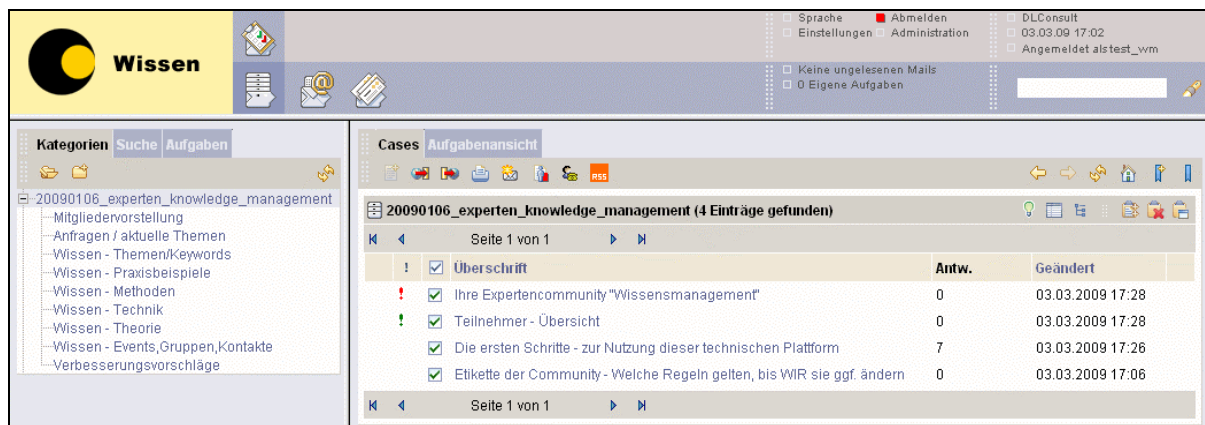 Wissen
Sprache Abmelden
Einstellungen Administration
DLConsult
03.03.09 17:02
Angemeldet als test_wm
Keine ungelesenen Mails
0 Eigene Aufgaben
Kategorien Suche Aufgaben
20090106_experten_knowledge_management
Mitgliedervorstellung
Anfragen / aktuelle Themen
Wissen - Themen/Keywords
Wissen - Praxisbeispiele
Wissen - Methoden
Wissen - Technik
Wissen - Theorie
Wissen - Events,Gruppen,Kontakte
Verbesserungsvorschläge
Cases Aufgabenansicht
RSS
20090106_experten_knowledge_management (4 Einträge gefunden)
Seite 1 von 1
! Überschrift Antw. Geändert
! Ihre Expertencommunity "Wissensmanagement" 0 03.03.2009 17:28
! Teilnehmer - Übersicht 0 03.03.2009 17:28
Die ersten Schritte - zur Nutzung dieser technischen Plattform 7 03.03.2009 17:26
Etikette der Community - Welche Regeln gelten, bis WIR sie ggf. ändern 0 03.03.2009 17:06
Seite 1 von 1